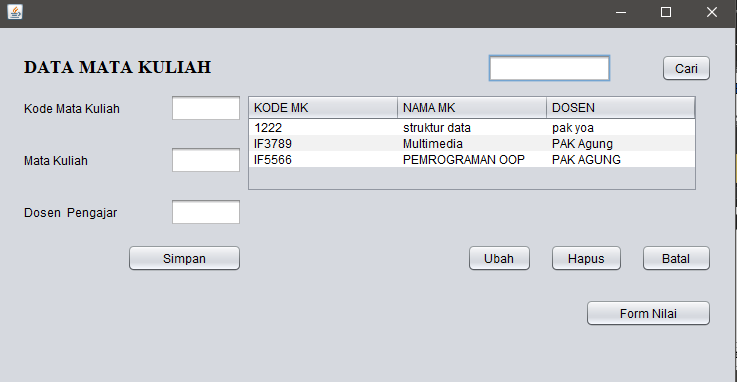 DATA MATA KULIAH
Cari
Kode Mata Kuliah
KODE MK NAMA MK DOSEN
1222 struktur data pak yoa
IF3789 Multimedia PAK Agung
IF5566 PEMROGRAMAN OOP PAK AGUNG
Mata Kuliah
Dosen Pengajar
Simpan Ubah Hapus Batal
Form Nilai